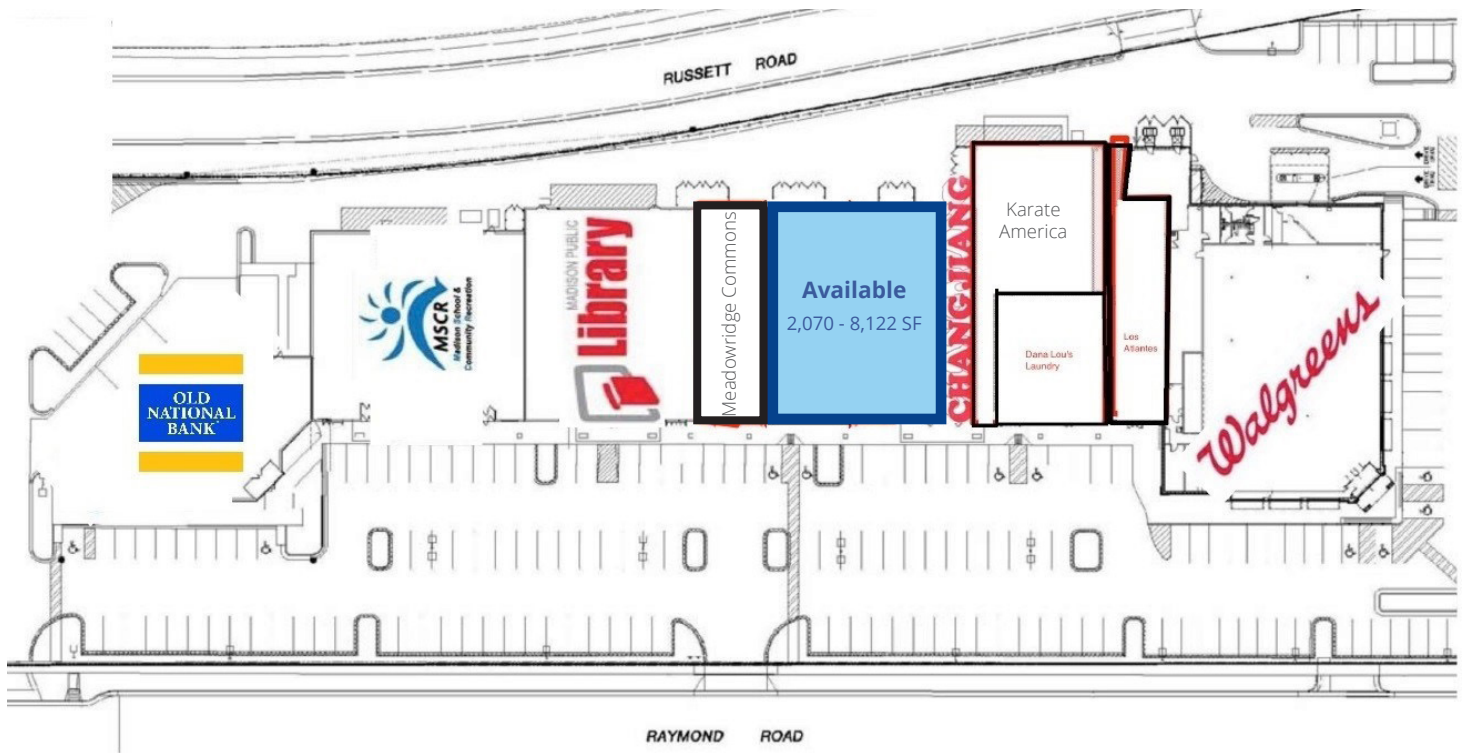 RUSSETT ROAD
OLD
NATIONAL
BANK
MSCR
Madison School &
Community Recreation
MADISON PUBLIC
Library
Meadowridge Commons
Available
2,070 - 8,122 SF
CHANG JIANG
Karate
America
Dana Lou's
Laundry
Los
Atlantes
Walgreens
RAYMOND ROAD